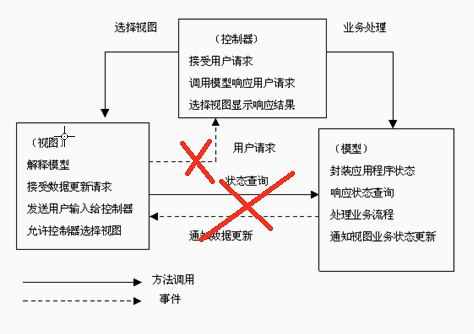 选择视图
（控制器）
业务处理
接受用户请求
调用模型响应用户请求
选择视图显示响应结果
（视图）
解释模型
接受数据更新请求
发送用户输入给控制器
允许控制器选择视图
用户请求
状态查询
通知数据更新
（模型）
封装应用程序状态
响应状态查询
处理业务流程
通知视图业务状态更新
方法调用
事件